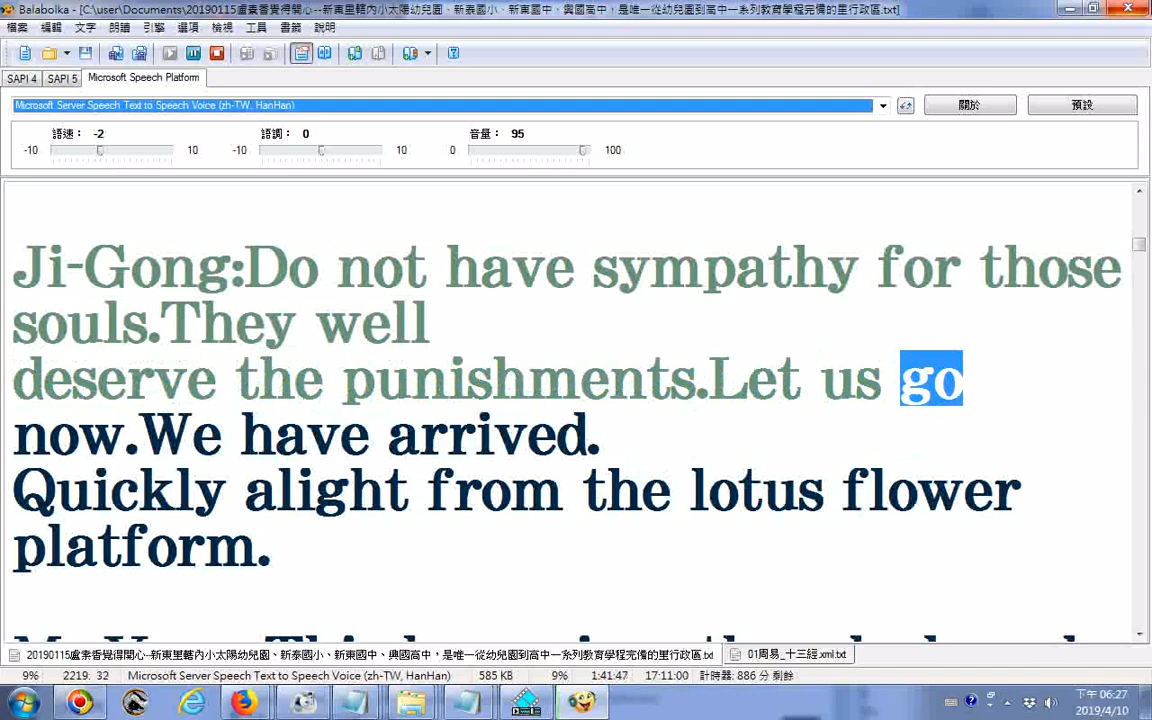 Balabolka - [C:\user\Documents\20190115盧素香覺得開心--新東里轄內小太陽幼兒園、新泰國小、新東國中、興國高中，是唯一從幼兒園到高中一系列教育學程完備的里行政區.txt]
檔案 編輯 文字 朗讀 引擎 選項 檢視 工具 書籤 說明
SAPI 4 SAPI 5 Microsoft Speech Platform
Microsoft Server Speech Text to Speech Voice (zh-TW, HanHan)
關於 預設
語速： -2 語調： 0 音量： 95
-10 10 -10 10 0 100
Ji-Gong:Do not have sympathy for those
souls.They well
deserve the punishments.Let us go
now.We have arrived.
Quickly alight from the lotus flower
platform.
20190115盧素香覺得開心--新東里轄內小太陽幼兒園、新泰國小、新東國中、興國高中，是唯一從幼兒園到高中一系列教育學程完備的里行政區.txt 01周易_十三經.xml.txt
9% 2219: 32 Microsoft Server Speech Text to Speech Voice (zh-TW, HanHan) 585 KB 9% 1:41:47 17:11:00 計時器: 886 分 剩餘
下午 06:27
2019/4/10